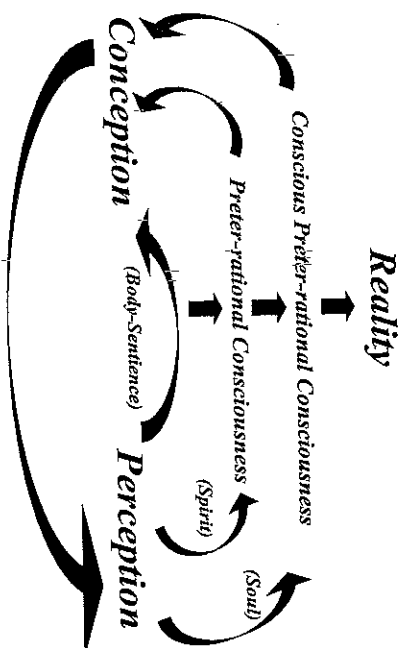 Reality
Conscious Preter-rational Consciousness
Preter-rational Consciousness
(Soul)
(Spirit)
Conception
(Body-Sentience)
Perception